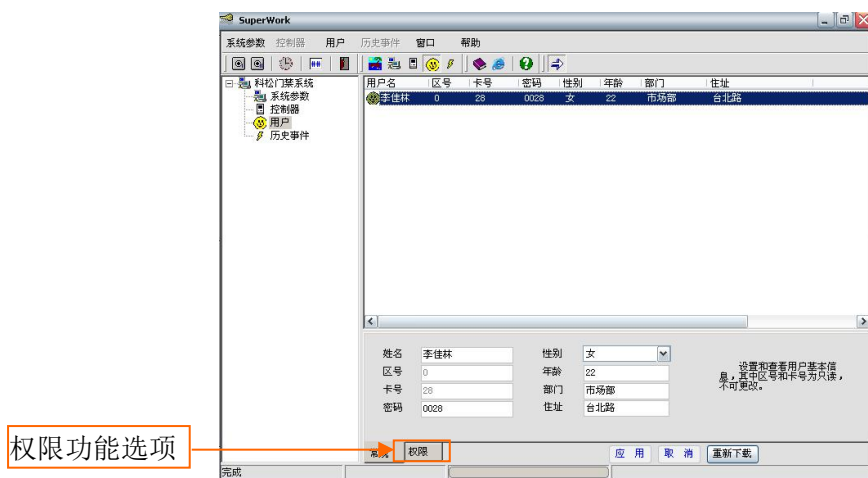 SuperWork
系统参数 控制器 用户 历史事件 窗口 帮助
科松门禁系统
系统参数
控制器
用户
历史事件
用户名 区号 卡号 密码 性别 年龄 部门 住址
李佳林 0 28 0028 女 22 市场部 台北路
姓名 李佳林 性别 女
区号 0 年龄 22
卡号 28 部门 市场部
密码 0028 住址 台北路
设置和查看用户基本信
息，其中区号和卡号为只读，
不可更改。
权限功能选项
常规 权限 应 用 取 消 重新下载
完成